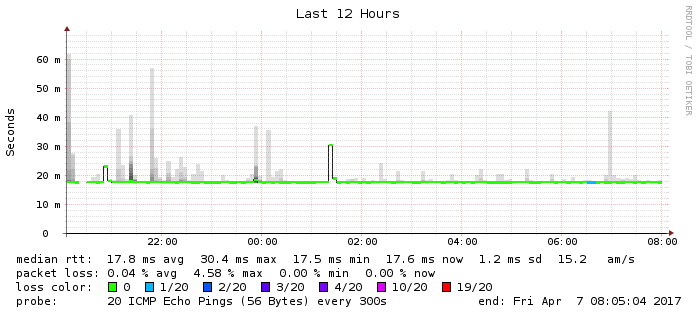 Last 12 Hours
RRDTOOL / TOBI OETIKER
Seconds
60 m
50 m
40 m
30 m
20 m
10 m
0
22:00 00:00 02:00 04:00 06:00 08:00
median rtt: 17.8 ms avg 30.4 ms max 17.5 ms min 17.6 ms now 1.2 ms sd 15.2 am/s
packet loss: 0.04 % avg 4.58 % max 0.00 % min 0.00 % now
loss color: 0 1/20 2/20 3/20 4/20 10/20 19/20
probe: 20 ICMP Echo Pings (56 Bytes) every 300s end: Fri Apr 7 08:05:04 2017